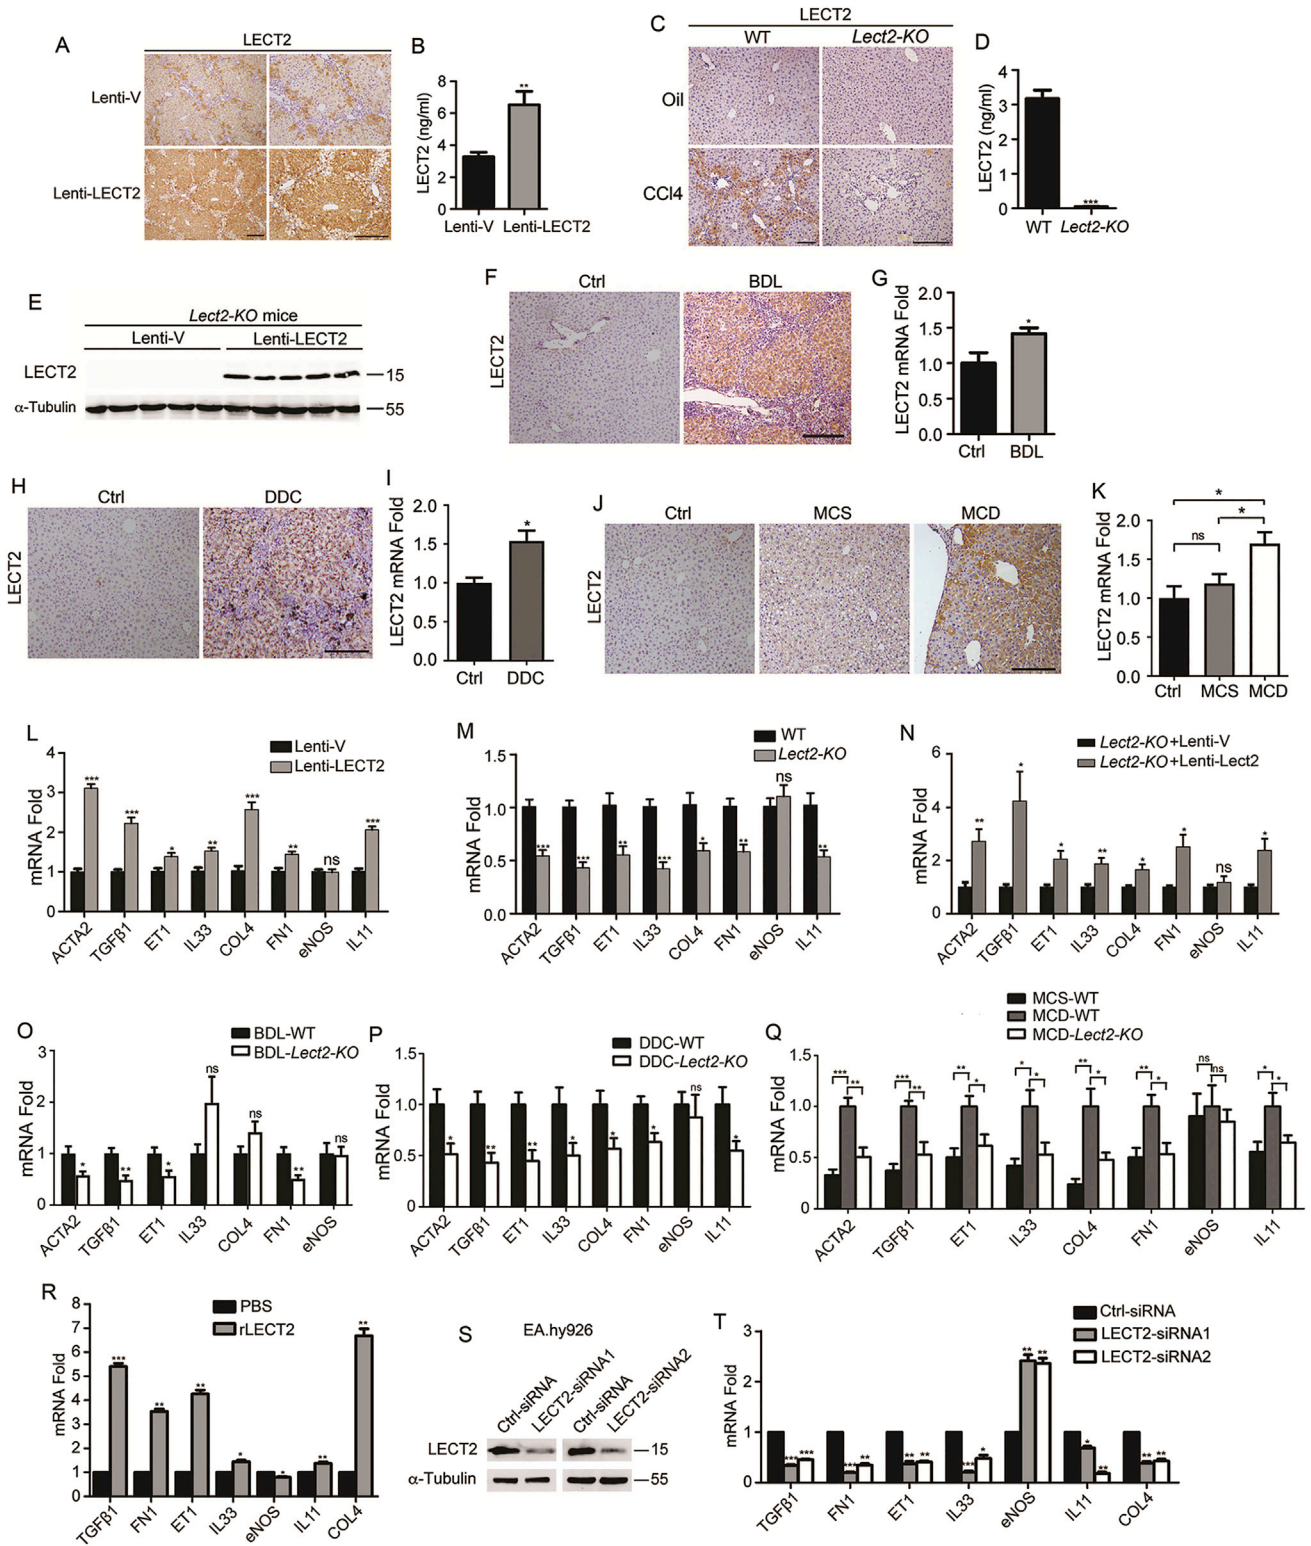 A
LECT2
Lenti-V
Lenti-LECT2
B
LECT2 (ng/ml)
8
6
4
2
0
**
Lenti-V Lenti-LECT2
C
LECT2
WT Lect2-KO
Oil
CCl4
D
LECT2 (ng/ml)
4
3
2
1
0
***
WT Lect2-KO
E
Lect2-KO mice
Lenti-V Lenti-LECT2
LECT2 15
α-Tubulin 55
F
Ctrl BDL
LECT2
G
LECT2 mRNA Fold
2.0
1.5
1.0
0.5
0.0
*
Ctrl BDL
H
Ctrl DDC
LECT2
I
LECT2 mRNA Fold
2.0
1.5
1.0
0.5
0.0
*
Ctrl DDC
J
Ctrl MCS MCD
LECT2
K
LECT2 mRNA Fold
2.0
1.5
1.0
0.5
0.0
*
*
ns
Ctrl MCS MCD
L
Lenti-V
Lenti-LECT2
mRNA Fold
4
3
2
1
0
*** *** * ** *** ** ns ***
ACTA2 TGFβ1 ET1 IL33 COL4 FN1 eNOS IL11
M
WT
Lect2-KO
mRNA Fold
1.5
1.0
0.5
0.0
*** *** ** *** * ** ns **
ACTA2 TGFβ1 ET1 IL33 COL4 FN1 eNOS IL11
N
Lect2-KO+Lenti-V
Lect2-KO+Lenti-Lect2
mRNA Fold
6
4
2
0
** * * ** * * ns *
ACTA2 TGFβ1 ET1 IL33 COL4 FN1 eNOS IL11
O
BDL-WT
BDL-Lect2-KO
mRNA Fold
3
2
1
0
* ** * ns ns ** ns
ACTA2 TGFβ1 ET1 IL33 COL4 FN1 eNOS
P
DDC-WT
DDC-Lect2-KO
mRNA Fold
1.5
1.0
0.5
0
* ** ** * * * ns *
ACTA2 TGFβ1 ET1 IL33 COL4 FN1 eNOS IL11
Q
MCS-WT
MCD-WT
MCD-Lect2-KO
mRNA Fold
1.5
1.0
0.5
0
*** ** *** ** ** * * * ** * ** * ns ns * *
ACTA2 TGFβ1 ET1 IL33 COL4 FN1 eNOS IL11
R
PBS
rLECT2
mRNA Fold
8
7
6
5
4
3
2
1
0
*** ** ** * * ** **
TGFβ1 FN1 ET1 IL33 eNOS IL11 COL4
S
EA.hy926
Ctrl-siRNA LECT2-siRNA1 Ctrl-siRNA LECT2-siRNA2
LECT2 15
α-Tubulin 55
T
Ctrl-siRNA
LECT2-siRNA1
LECT2-siRNA2
mRNA Fold
3
2
1
0
*** *** *** ** ** ** *** * ** ** * ** ** **
TGFβ1 FN1 ET1 IL33 eNOS IL11 COL4